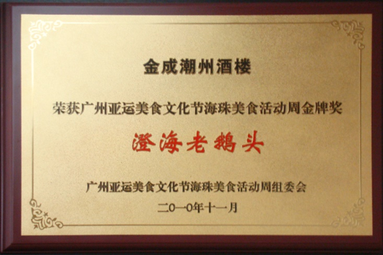 金成潮州酒楼
荣获广州亚运美食文化节海珠美食活动周金牌奖
澄海老鹅头
广州亚运美食文化节海珠美食活动周组委会
二0一0年十一月